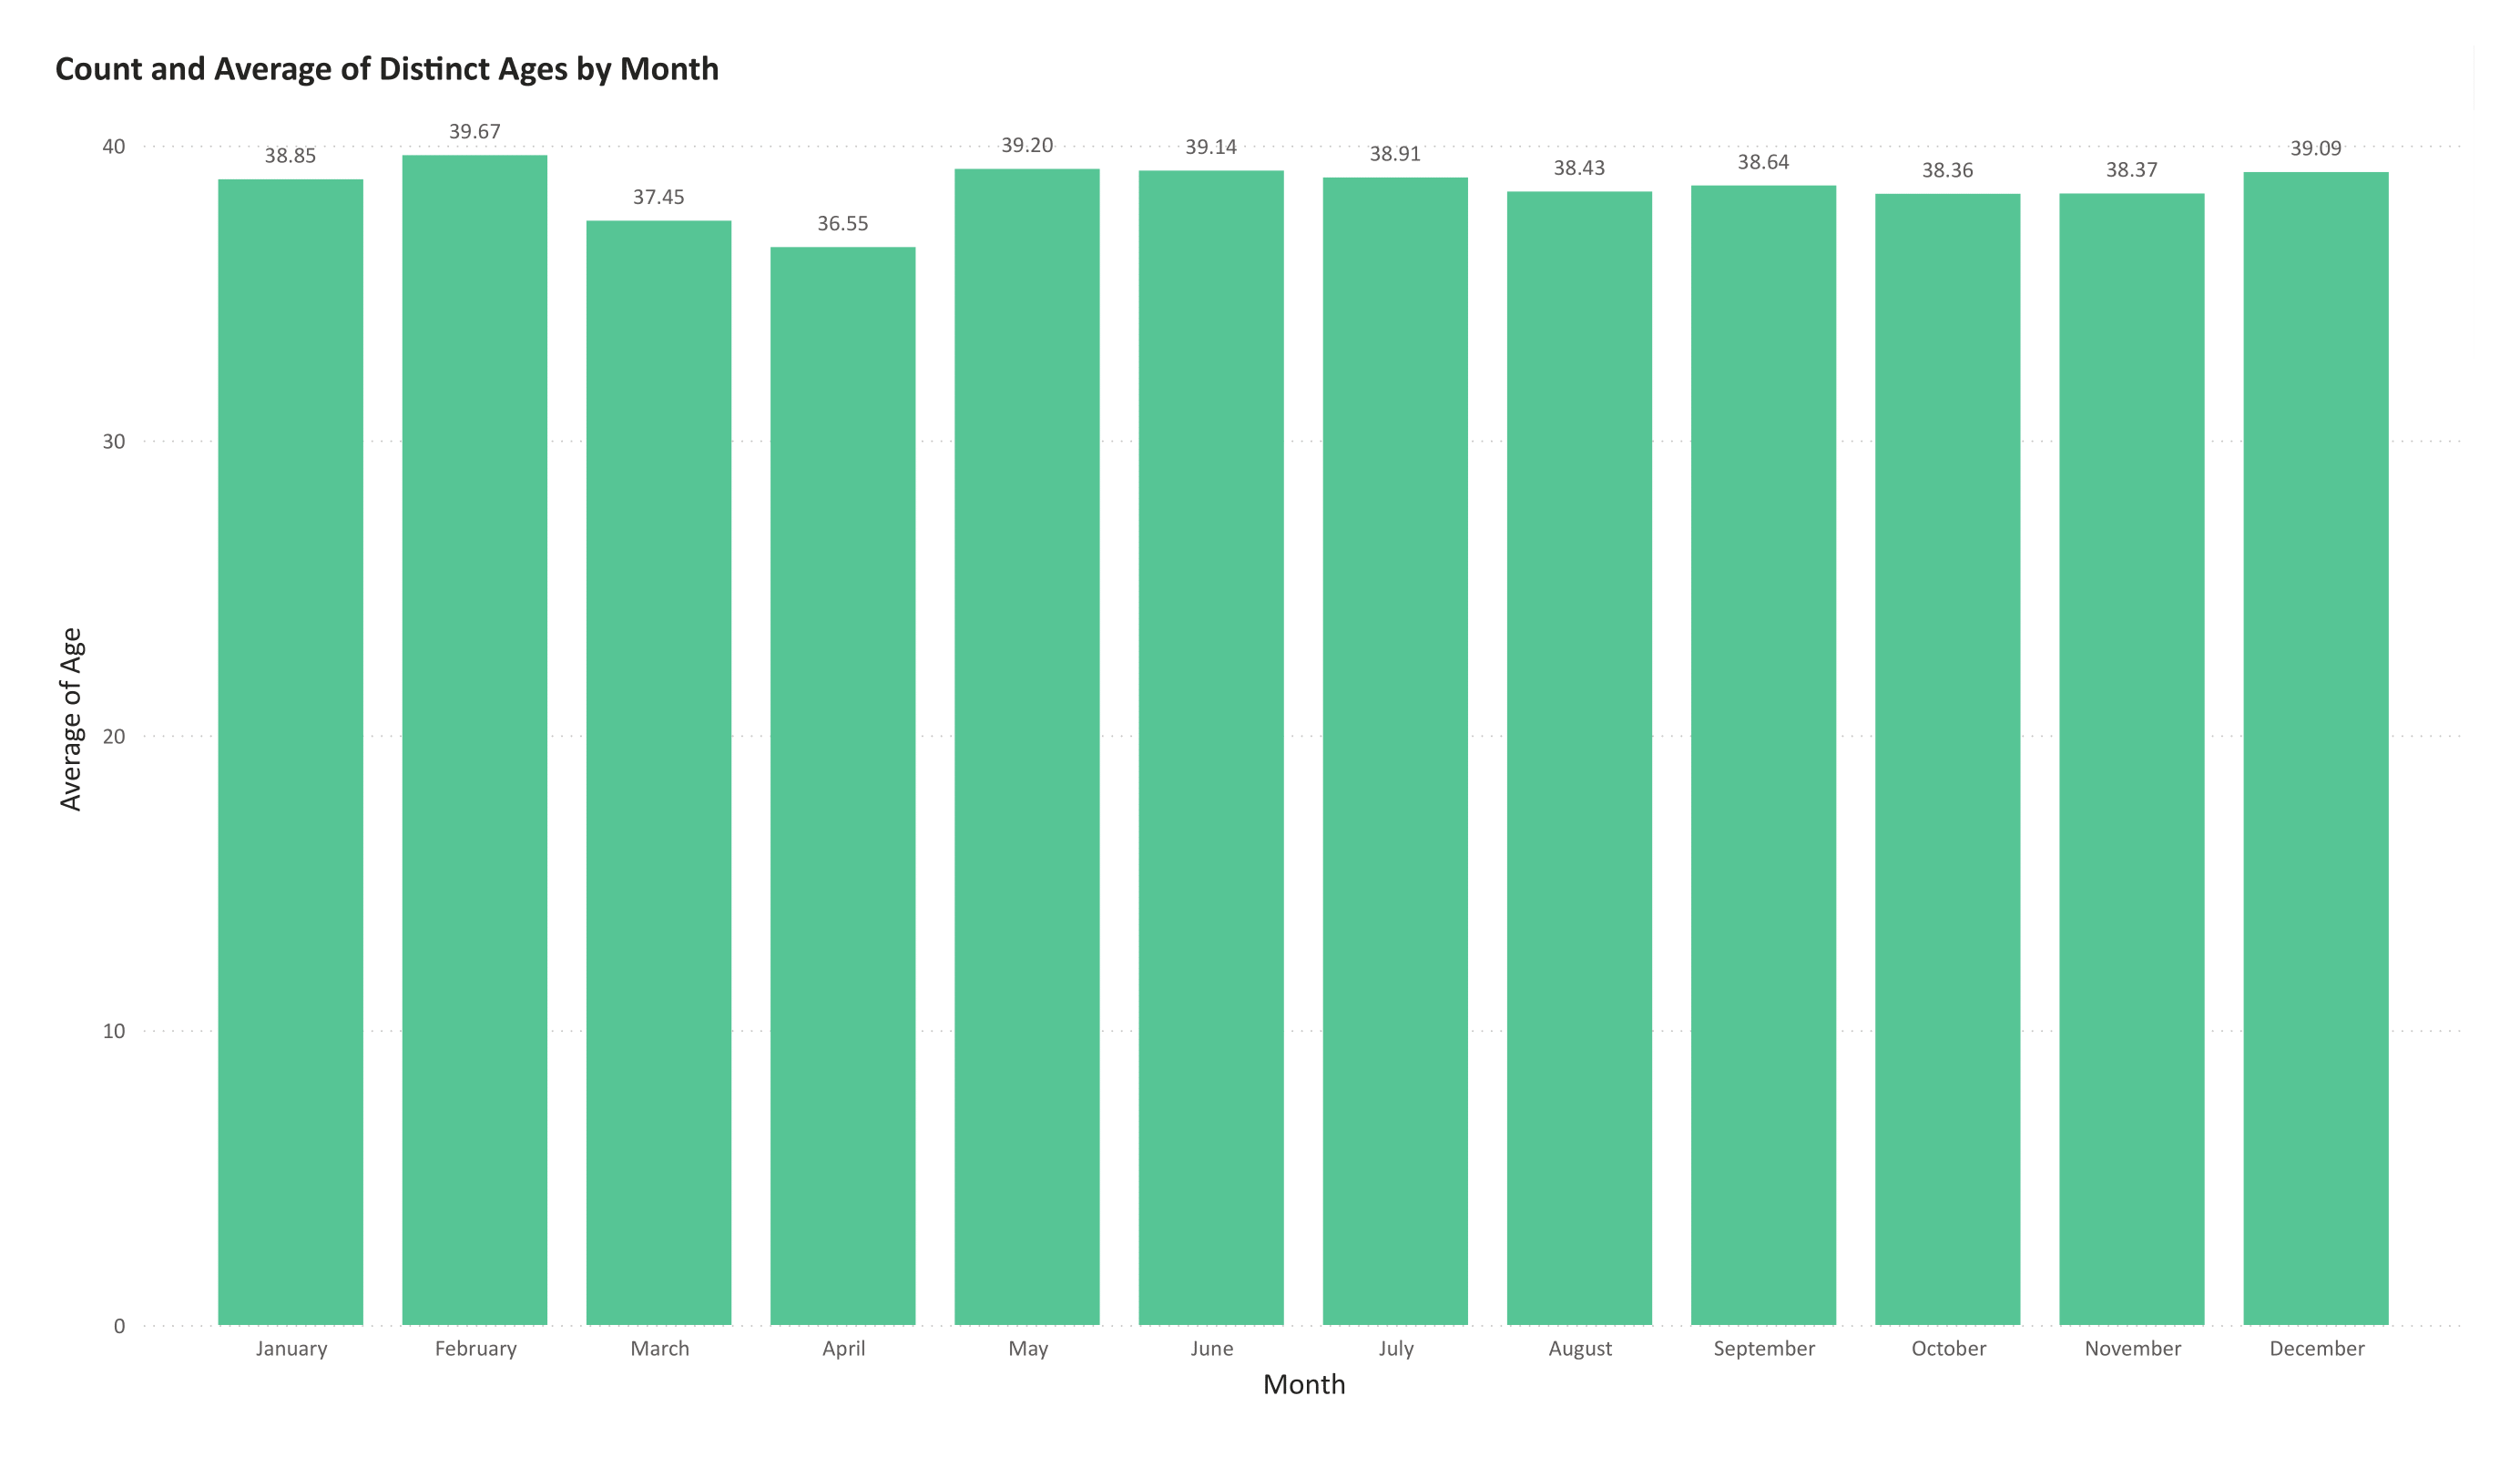 Count and Average of Distinct Ages by Month
Average of Age
40
30
20
10
0
38.85
39.67
37.45
36.55
39.20
39.14
38.91
38.43
38.64
38.36
38.37
39.09
January
February
March
April
May
June
July
August
September
October
November
December
Month